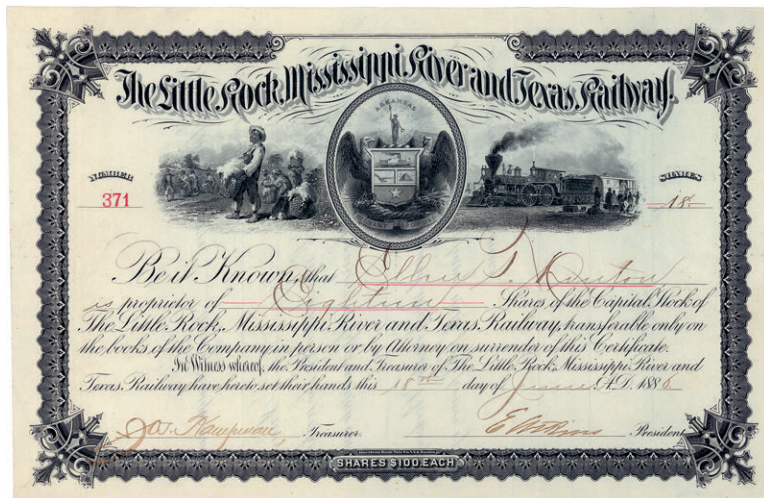 The Little Rock, Mississippi River and Texas Railway.
ARKANSAS
NUMBER
SHARES
371
18
Be it Known, that Ellen T.
is proprietor of Eighteen Shares of the Capital Stock of
The Little Rock, Mississippi River and Texas Railway, transferable only on
the books of the Company in person or by Attorney on surrender of this Certificate.
In Witness whereof, the President and Treasurer of The Little Rock, Mississippi River and
Texas Railway have hereto set their hands this 18th day of June A.D. 1886
Treasurer. President
SHARES $100 EACH